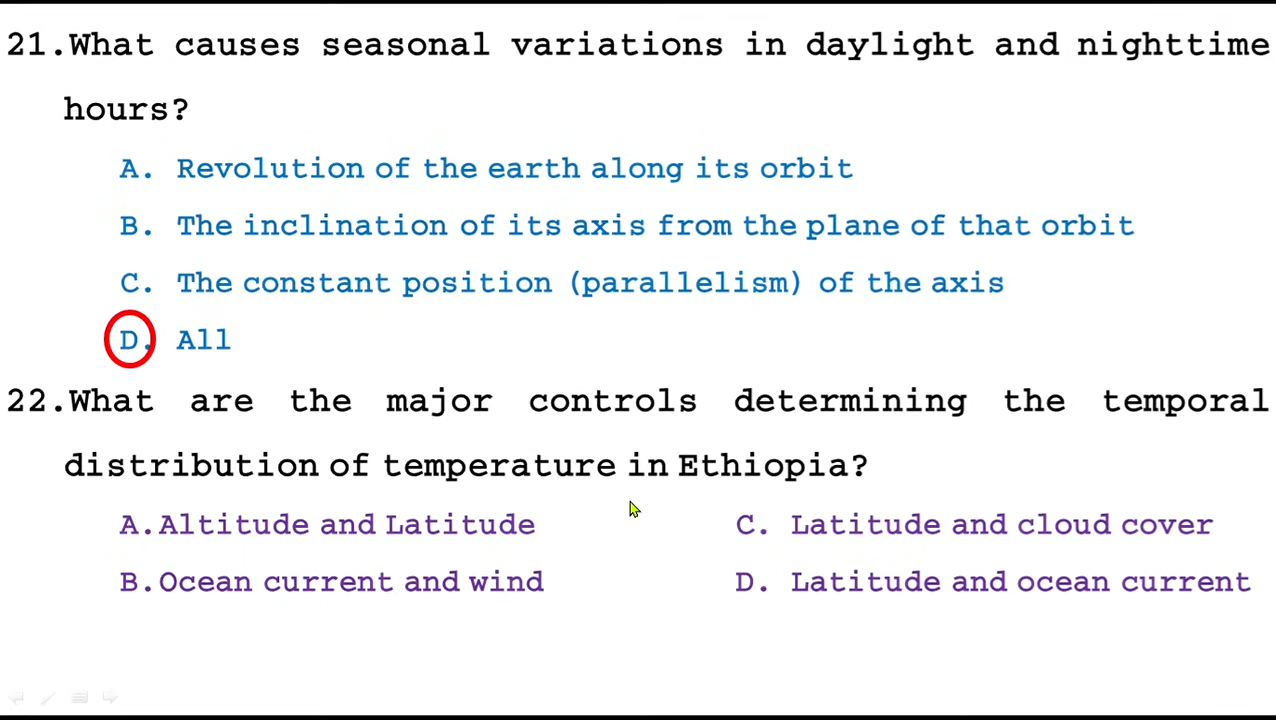 21.What causes seasonal variations in daylight and nighttime
hours?
A. Revolution of the earth along its orbit
B. The inclination of its axis from the plane of that orbit
C. The constant position (parallelism) of the axis
D. All
22.What are the major controls determining the temporal
distribution of temperature in Ethiopia?
A.Altitude and Latitude
C. Latitude and cloud cover
B.Ocean current and wind
D. Latitude and ocean current